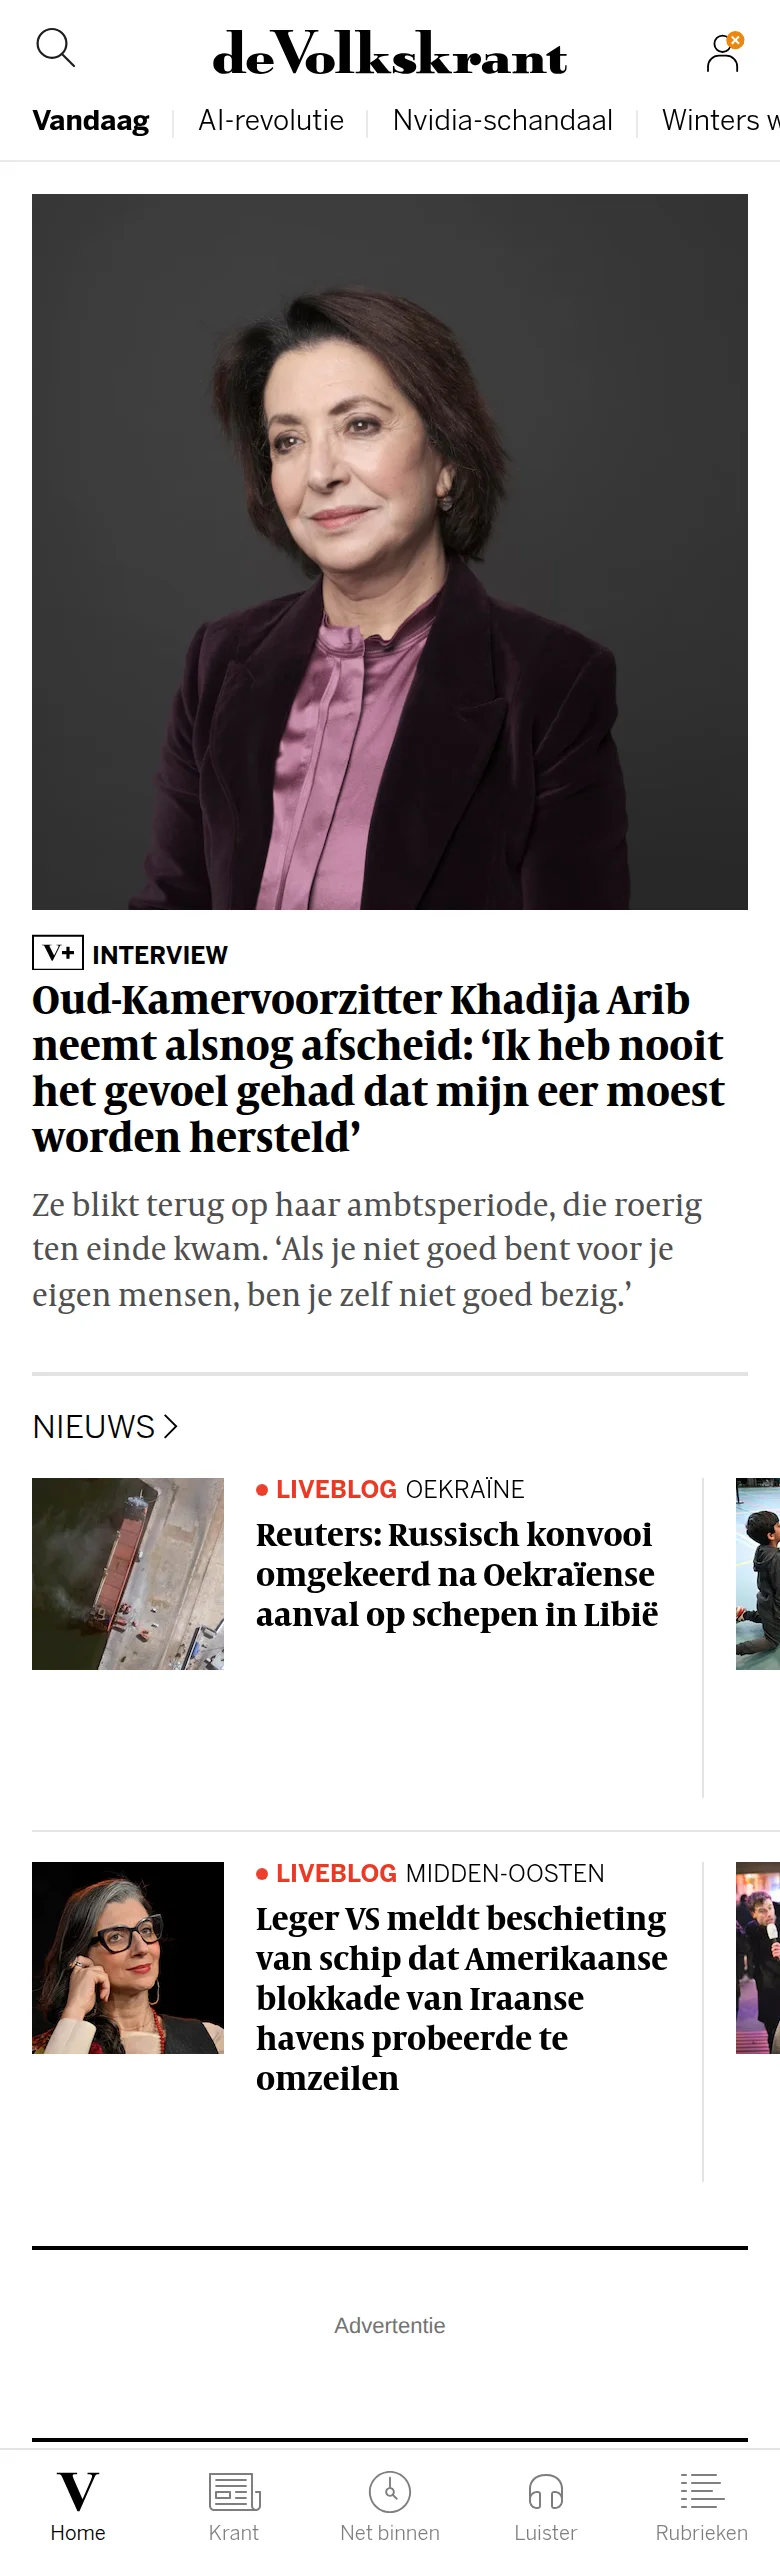 deVolkskrant
Vandaag
AI-revolutie
Nvidia-schandaal
Winters w
V+ INTERVIEW
Oud-Kamervoorzitter Khadija Arib
neemt alsnog afscheid: ‘Ik heb nooit
het gevoel gehad dat mijn eer moest
worden hersteld’
Ze blikt terug op haar ambtsperiode, die roerig
ten einde kwam. ‘Als je niet goed bent voor je
eigen mensen, ben je zelf niet goed bezig.’
NIEUWS
LIVEBLOG OEKRAÏNE
Reuters: Russisch konvooi
omgekeerd na Oekraïense
aanval op schepen in Libië
LIVEBLOG MIDDEN-OOSTEN
Leger VS meldt beschieting
van schip dat Amerikaanse
blokkade van Iraanse
havens probeerde te
omzeilen
Advertentie
V
Home
Krant
Net binnen
Luister
Rubrieken